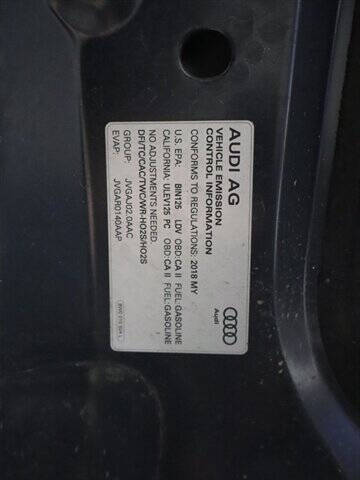 AUDI AG
VEHICLE EMISSION
CONTROL INFORMATION
CONFORMS TO REGULATIONS: 2018 MY
U.S. EPA: BIN125 LDV OBD:CA II FUEL:GASOLINE
CALIFORNIA: ULEV125 PC OBD:CA II FUEL:GASOLINE
DFI/TC/CAC/TWC/WR-HO2S/HO2S
NO ADJUSTMENTS NEEDED.
GROUP: JVGAJ02.0AAC
EVAP: JVGAR0140AAP
Audi